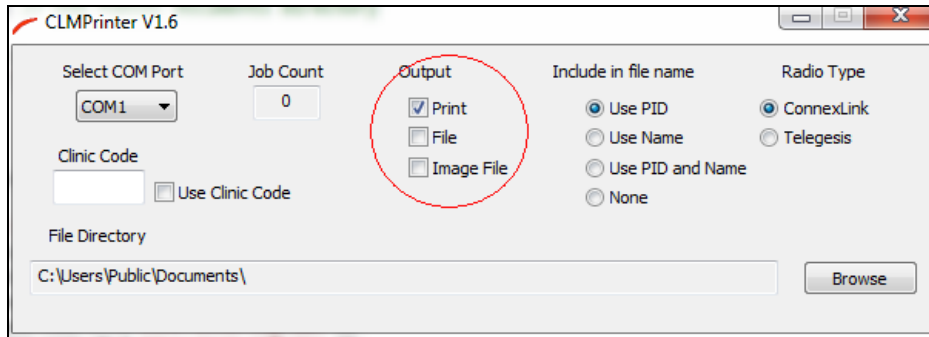 CLMPrinter V1.6
Select COM Port Job Count Output Include in file name Radio Type
COM1 0 Print Use PID ConnexLink
File Use Name Telegesis
Clinic Code Image File Use PID and Name
Use Clinic Code None
File Directory
C:\Users\Public\Documents\ Browse